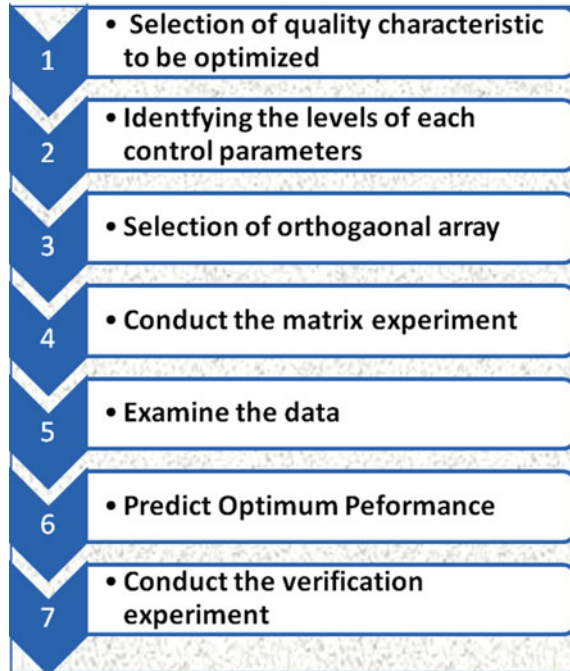 1
• Selection of quality characteristic
to be optimized
2
• Identfying the levels of each
control parameters
3
• Selection of orthogaonal array
4
• Conduct the matrix experiment
5
• Examine the data
6
• Predict Optimum Peformance
7
• Conduct the verification
experiment